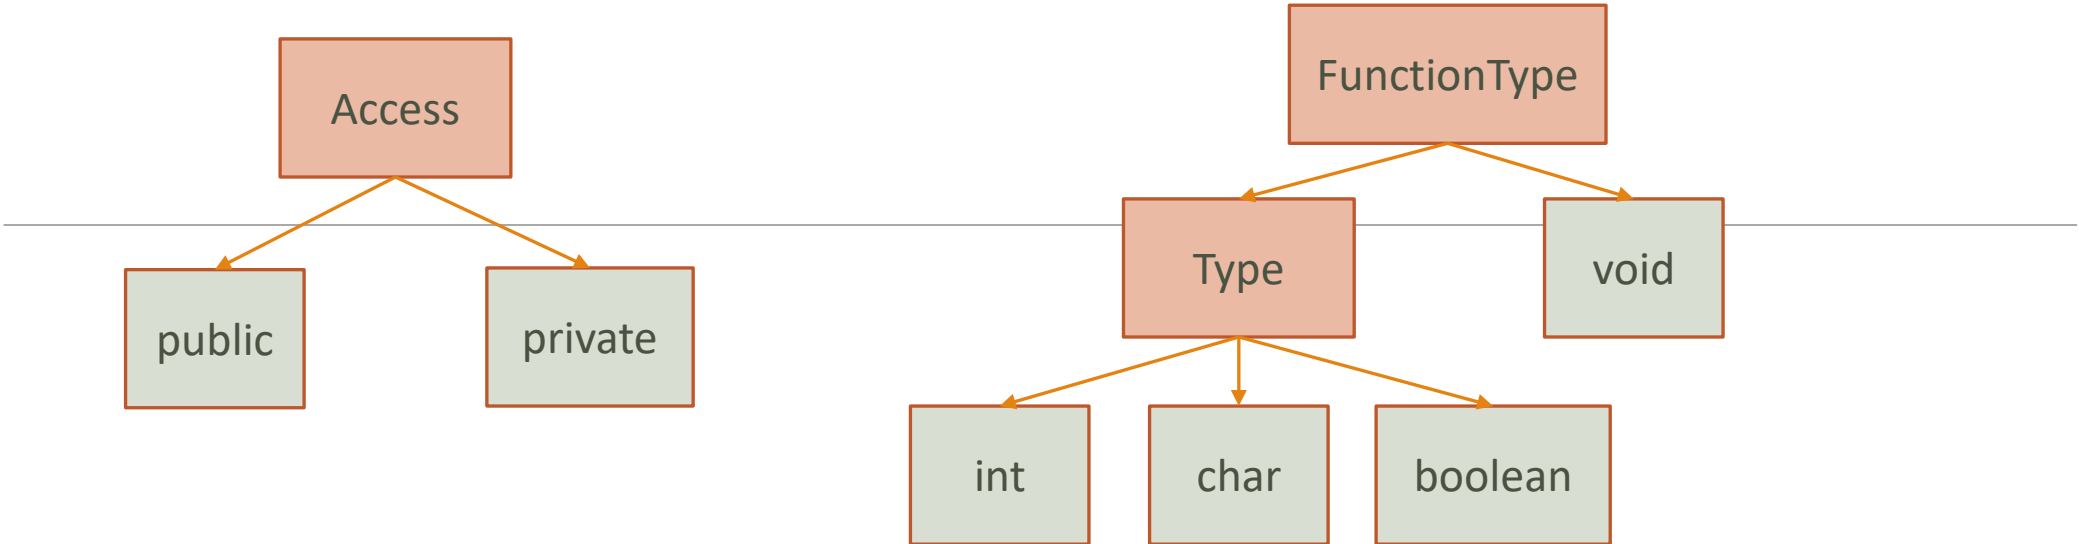 Access
FunctionType
public
private
Type
void
int
char
boolean